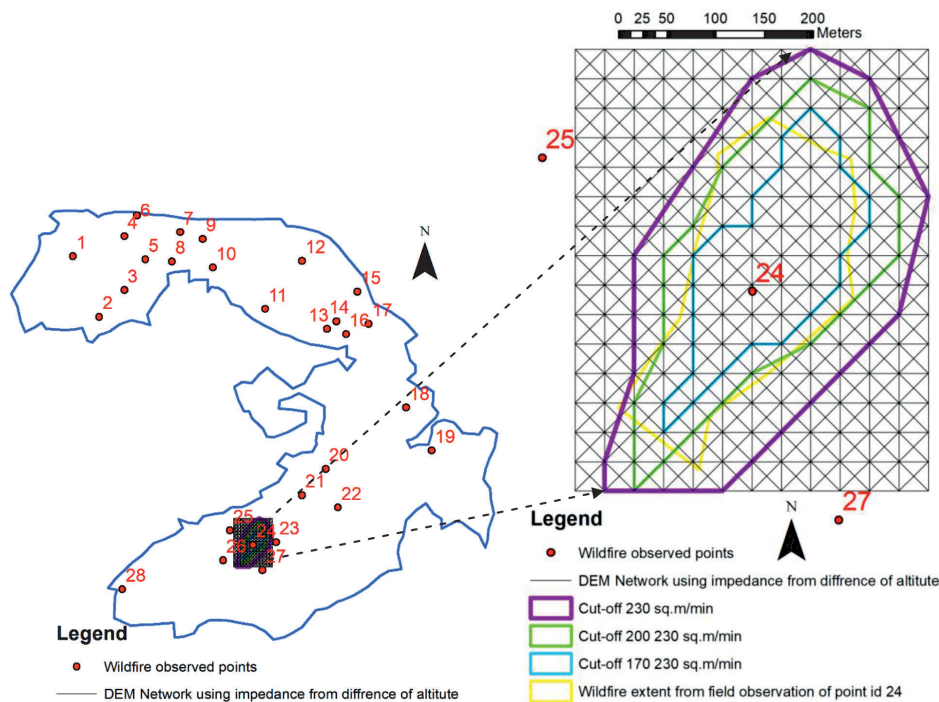 0 25 50 100 150 200
Meters
25
24
27
N
6
4
7
9
1
5
8
10
12
3
2
11
15
13
14
16
17
N
18
19
20
21
22
25
24
23
26
27
28
Legend
Wildfire observed points
DEM Network using impedance from diffrence of altitute
Legend
Wildfire observed points
DEM Network using impedance from diffrence of altitute
Cut-off 230 sq.m/min
Cut-off 200 230 sq.m/min
Cut-off 170 230 sq.m/min
Wildfire extent from field observation of point id 24